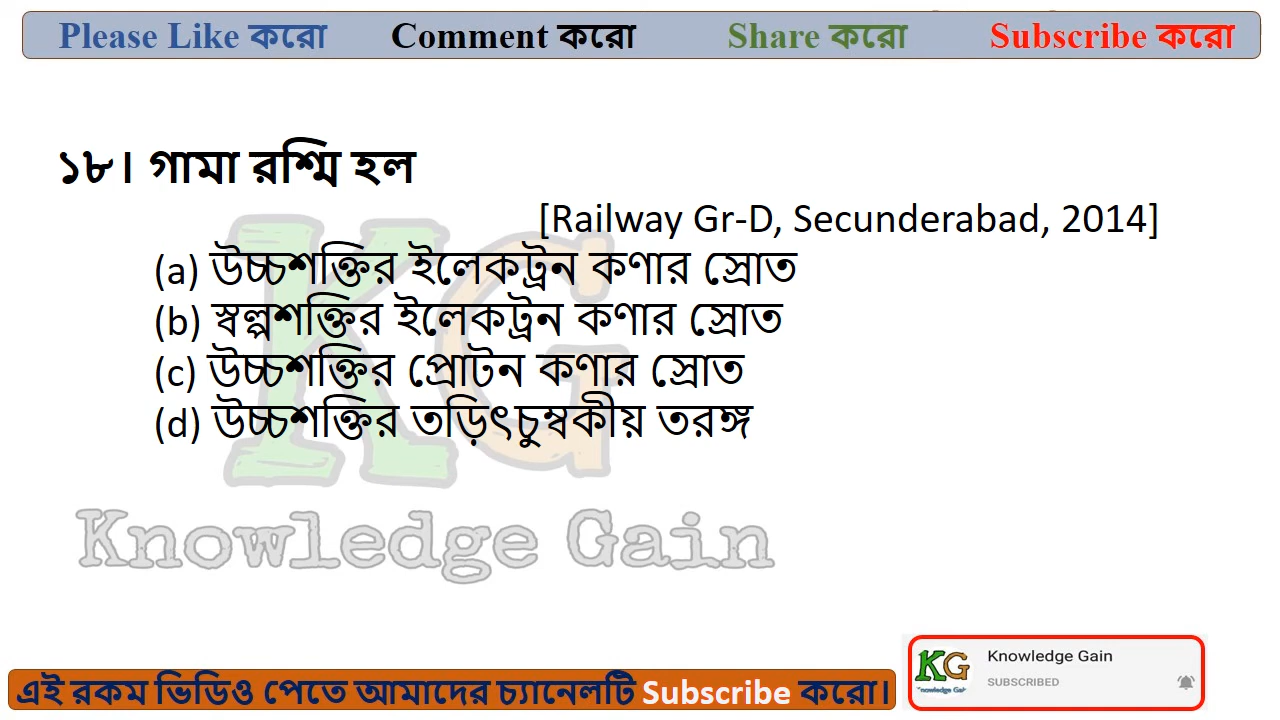 Please Like করো Comment করো Share করো Subscribe করো
১৮। গামা রশ্মি হল
[Railway Gr-D, Secunderabad, 2014]
(a) উচ্চশক্তির ইলেকট্রন কণার স্রোত
(b) স্বল্পশক্তির ইলেকট্রন কণার স্রোত
(c) উচ্চশক্তির প্রোটন কণার স্রোত
(d) উচ্চশক্তির তড়িৎচুম্বকীয় তরঙ্গ
KG
Knowledge Gain
এই রকম ভিডিও পেতে আমাদের চ্যানেলটি Subscribe করো।
KG
Knowledge Gain
SUBSCRIBED